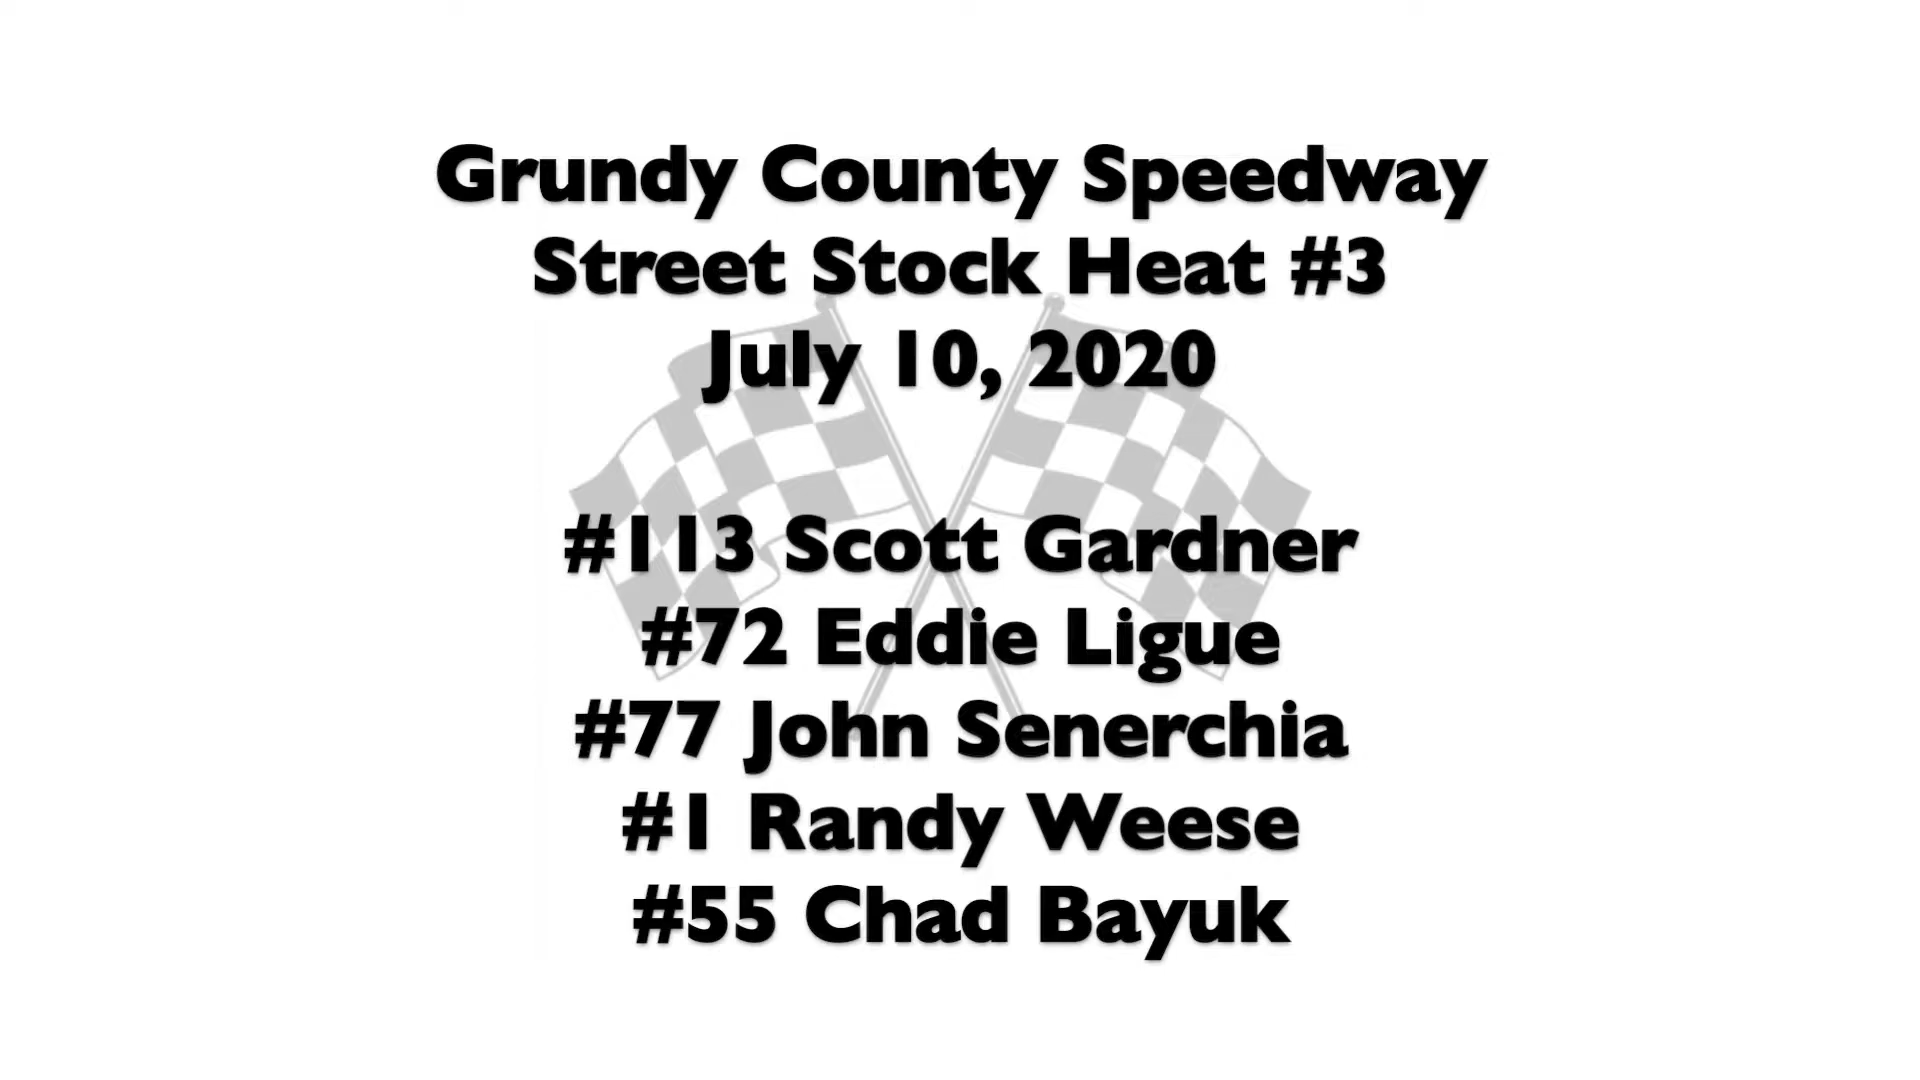 Grundy County Speedway
Street Stock Heat #3
July 10, 2020
#113 Scott Gardner
#72 Eddie Ligue
#77 John Senerchia
#1 Randy Weese
#55 Chad Bayuk